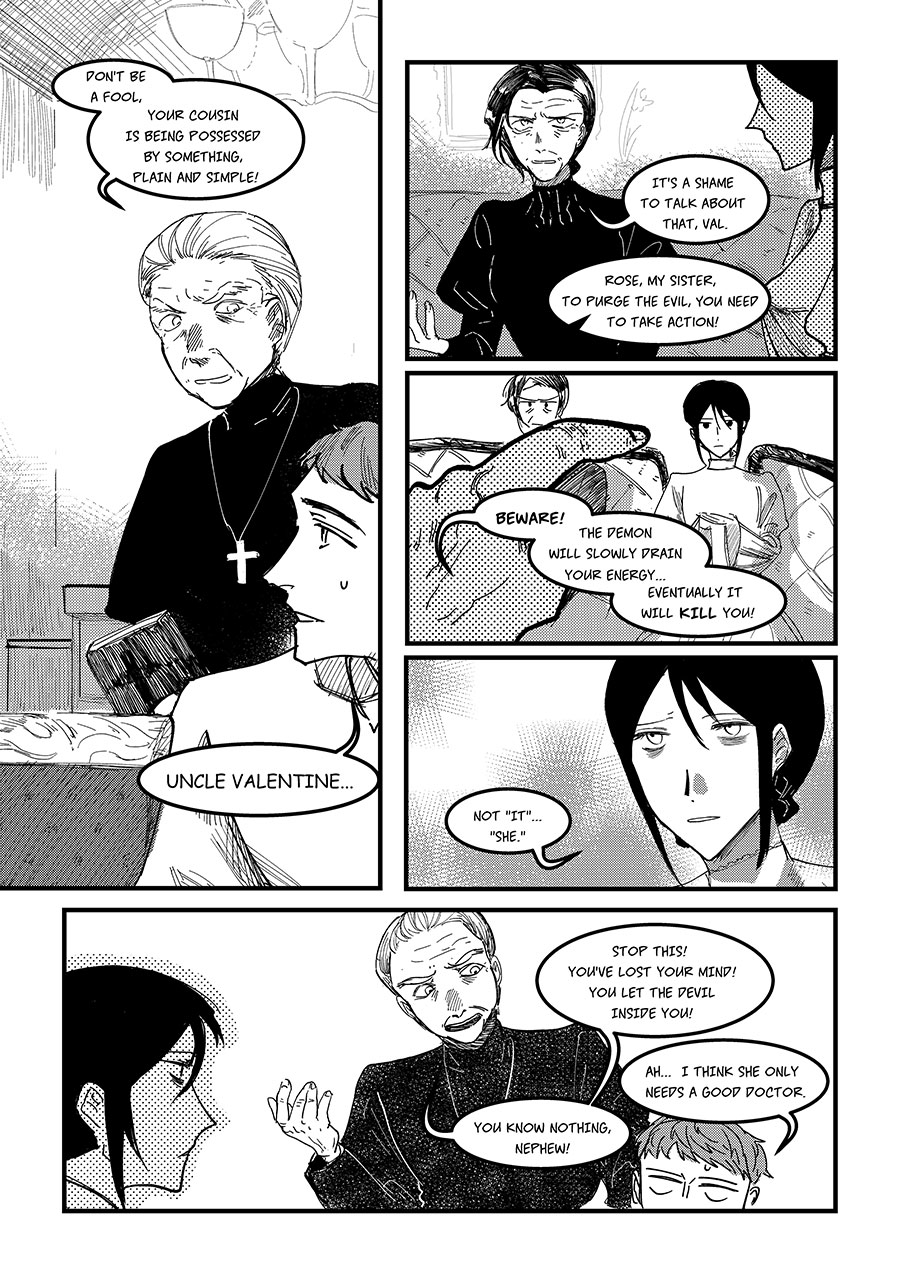 DON'T BE
A FOOL,
YOUR COUSIN
IS BEING POSSESSED
BY SOMETHING,
PLAIN AND SIMPLE!
UNCLE VALENTINE...
IT'S A SHAME
TO TALK ABOUT
THAT, VAL.
ROSE, MY SISTER,
TO PURGE THE EVIL, YOU NEED
TO TAKE ACTION!
BEWARE!
THE DEMON
WILL SLOWLY DRAIN
YOUR ENERGY...
EVENTUALLY IT
WILL KILL YOU!
NOT "IT"...
"SHE."
STOP THIS!
YOU'VE LOST YOUR MIND!
YOU LET THE DEVIL
INSIDE YOU!
AH... I THINK SHE ONLY
NEEDS A GOOD DOCTOR.
YOU KNOW NOTHING,
NEPHEW!